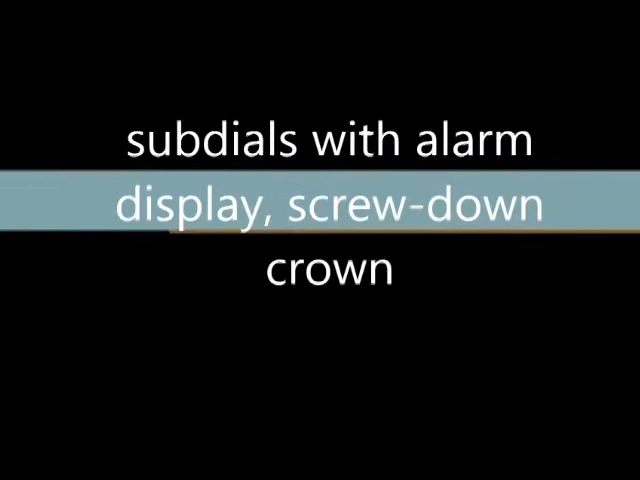 subdials with alarm
display, screw-down
crown